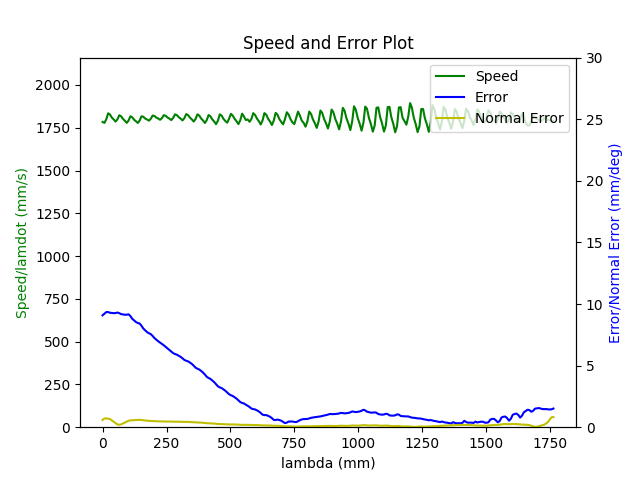 Speed and Error Plot
Speed
Error
Normal Error
2000
1750
1500
1250
1000
750
500
250
0
Speed/lamdot (mm/s)
30
25
20
15
10
5
0
Error/Normal Error (mm/deg)
0 250 500 750 1000 1250 1500 1750
lambda (mm)